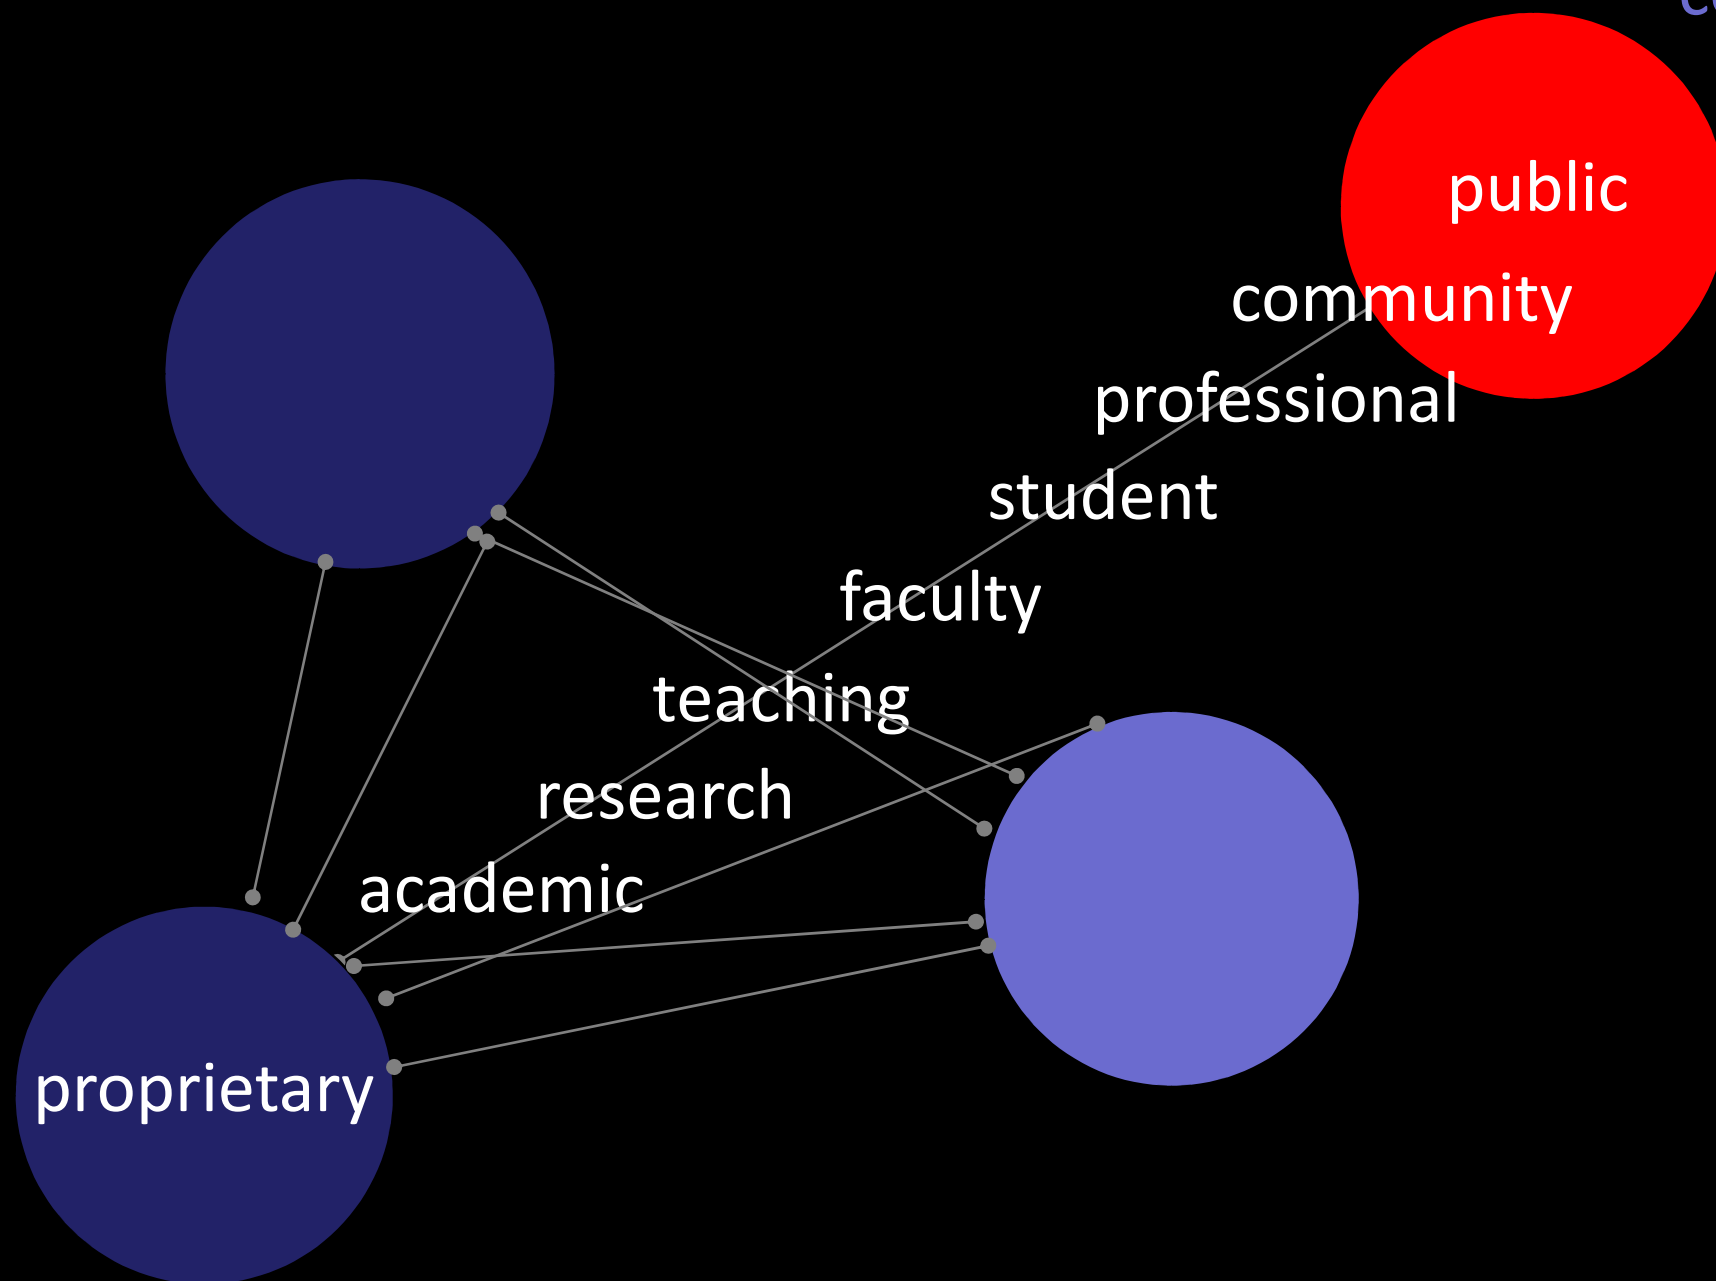 public
community
professional
student
faculty
teaching
research
academic
proprietary